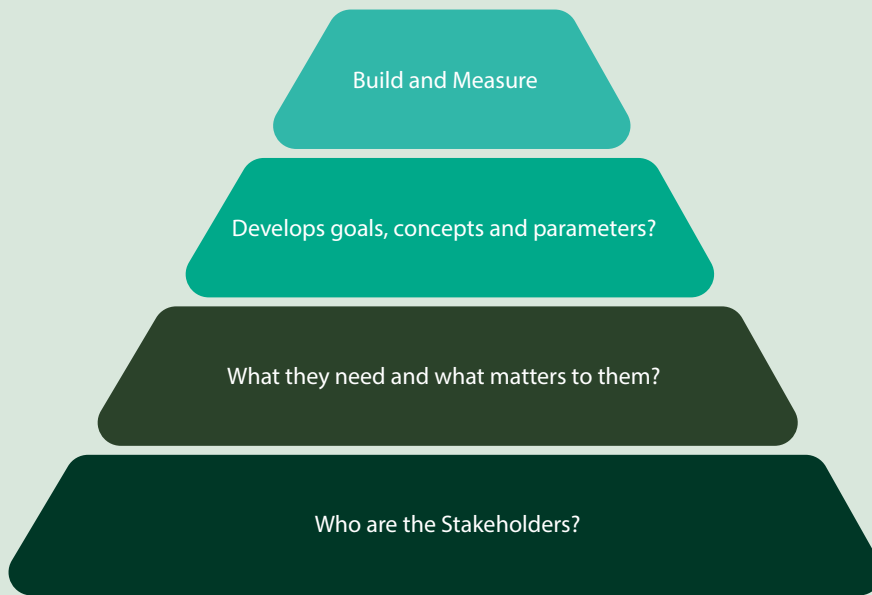 Build and Measure
Develops goals, concepts and parameters?
What they need and what matters to them?
Who are the Stakeholders?